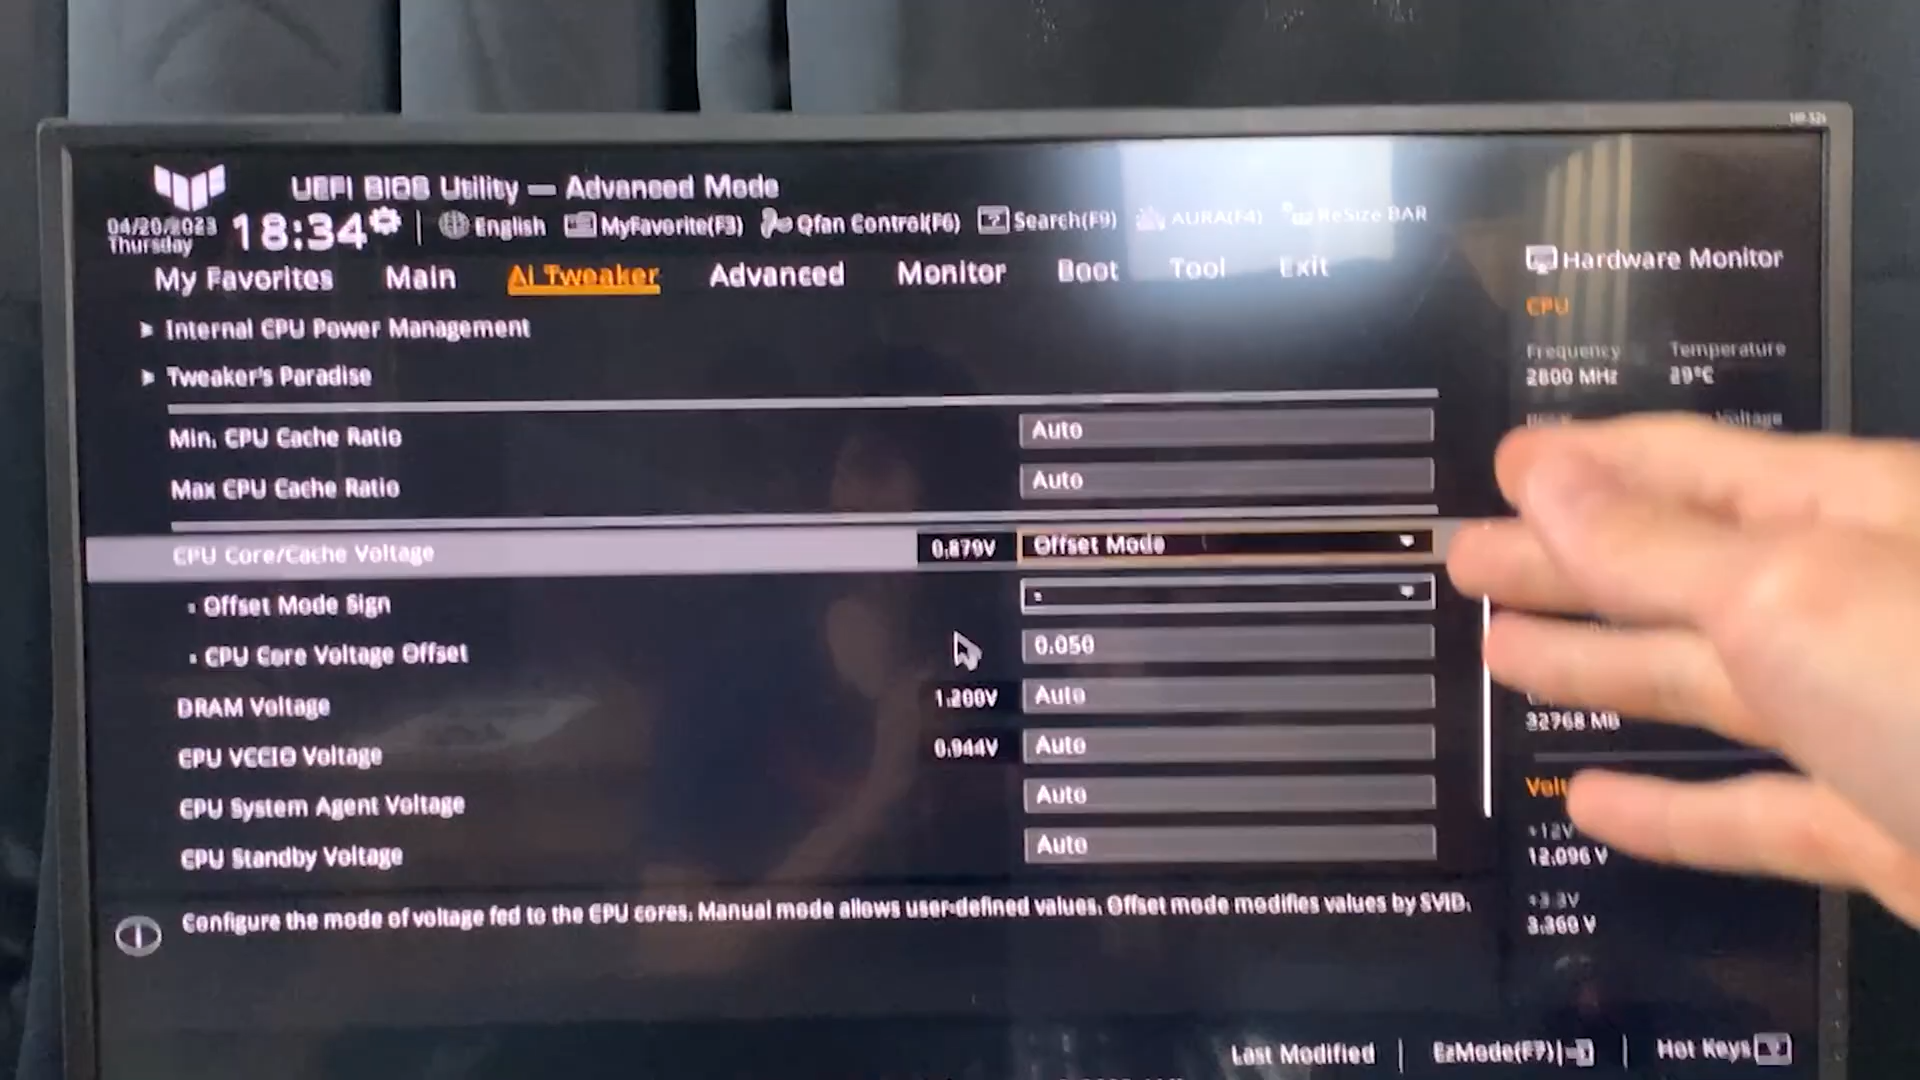 UEFI BIOS Utility — Advanced Mode
04/20/2023
Thursday
18:34
English
MyFavorite(F3)
Qfan Control(F6)
Search(F9)
AURA(F4)
ReSize BAR
My Favorites
Main
Ai Tweaker
Advanced
Monitor
Boot
Tool
Exit
Hardware Monitor
Internal CPU Power Management
Tweaker's Paradise
Min. CPU Cache Ratio Auto
Max CPU Cache Ratio Auto
CPU Core/Cache Voltage 0.879V Offset Mode
Offset Mode Sign -
CPU Core Voltage Offset 0.050
DRAM Voltage 1.200V Auto
CPU VCCIO Voltage 0.944V Auto
CPU System Agent Voltage Auto
CPU Standby Voltage Auto
Configure the mode of voltage fed to the CPU cores. Manual mode allows user-defined values. Offset mode modifies values by SVID.
CPU
Frequency Temperature
2800 MHz 29°C
Voltage
32768 MB
+12V
12.096 V
+3.3V
3.360 V
Last Modified
EzMode(F7)
Hot Keys